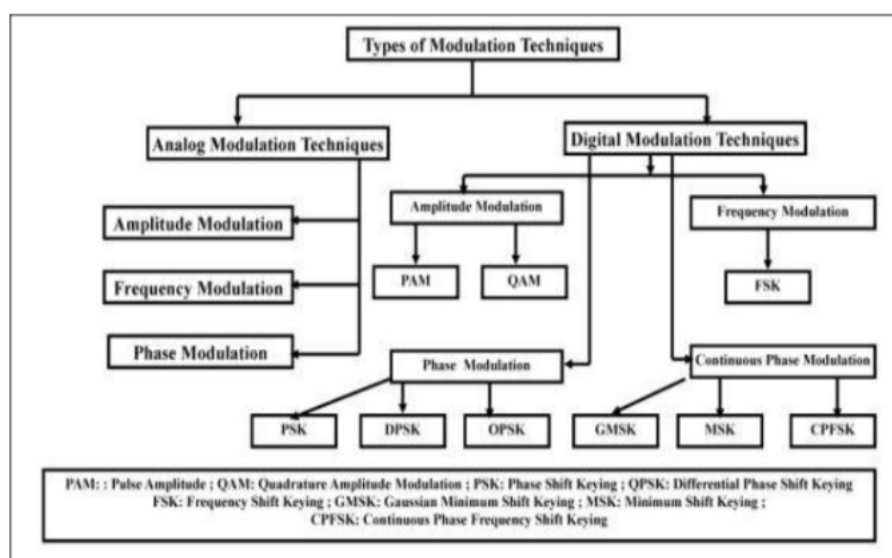 Types of Modulation Techniques
Analog Modulation Techniques
Digital Modulation Techniques
Amplitude Modulation
Frequency Modulation
Phase Modulation
Amplitude Modulation
Frequency Modulation
PAM
QAM
FSK
Phase Modulation
Continuous Phase Modulation
PSK
DPSK
OPSK
GMSK
MSK
CPFSK
PAM: : Pulse Amplitude ; QAM: Quadrature Amplitude Modulation ; PSK: Phase Shift Keying ; QPSK: Differential Phase Shift Keying
FSK: Frequency Shift Keying ; GMSK: Gaussian Minimum Shift Keying ; MSK: Minimum Shift Keying ;
CPFSK: Continuous Phase Frequency Shift Keying